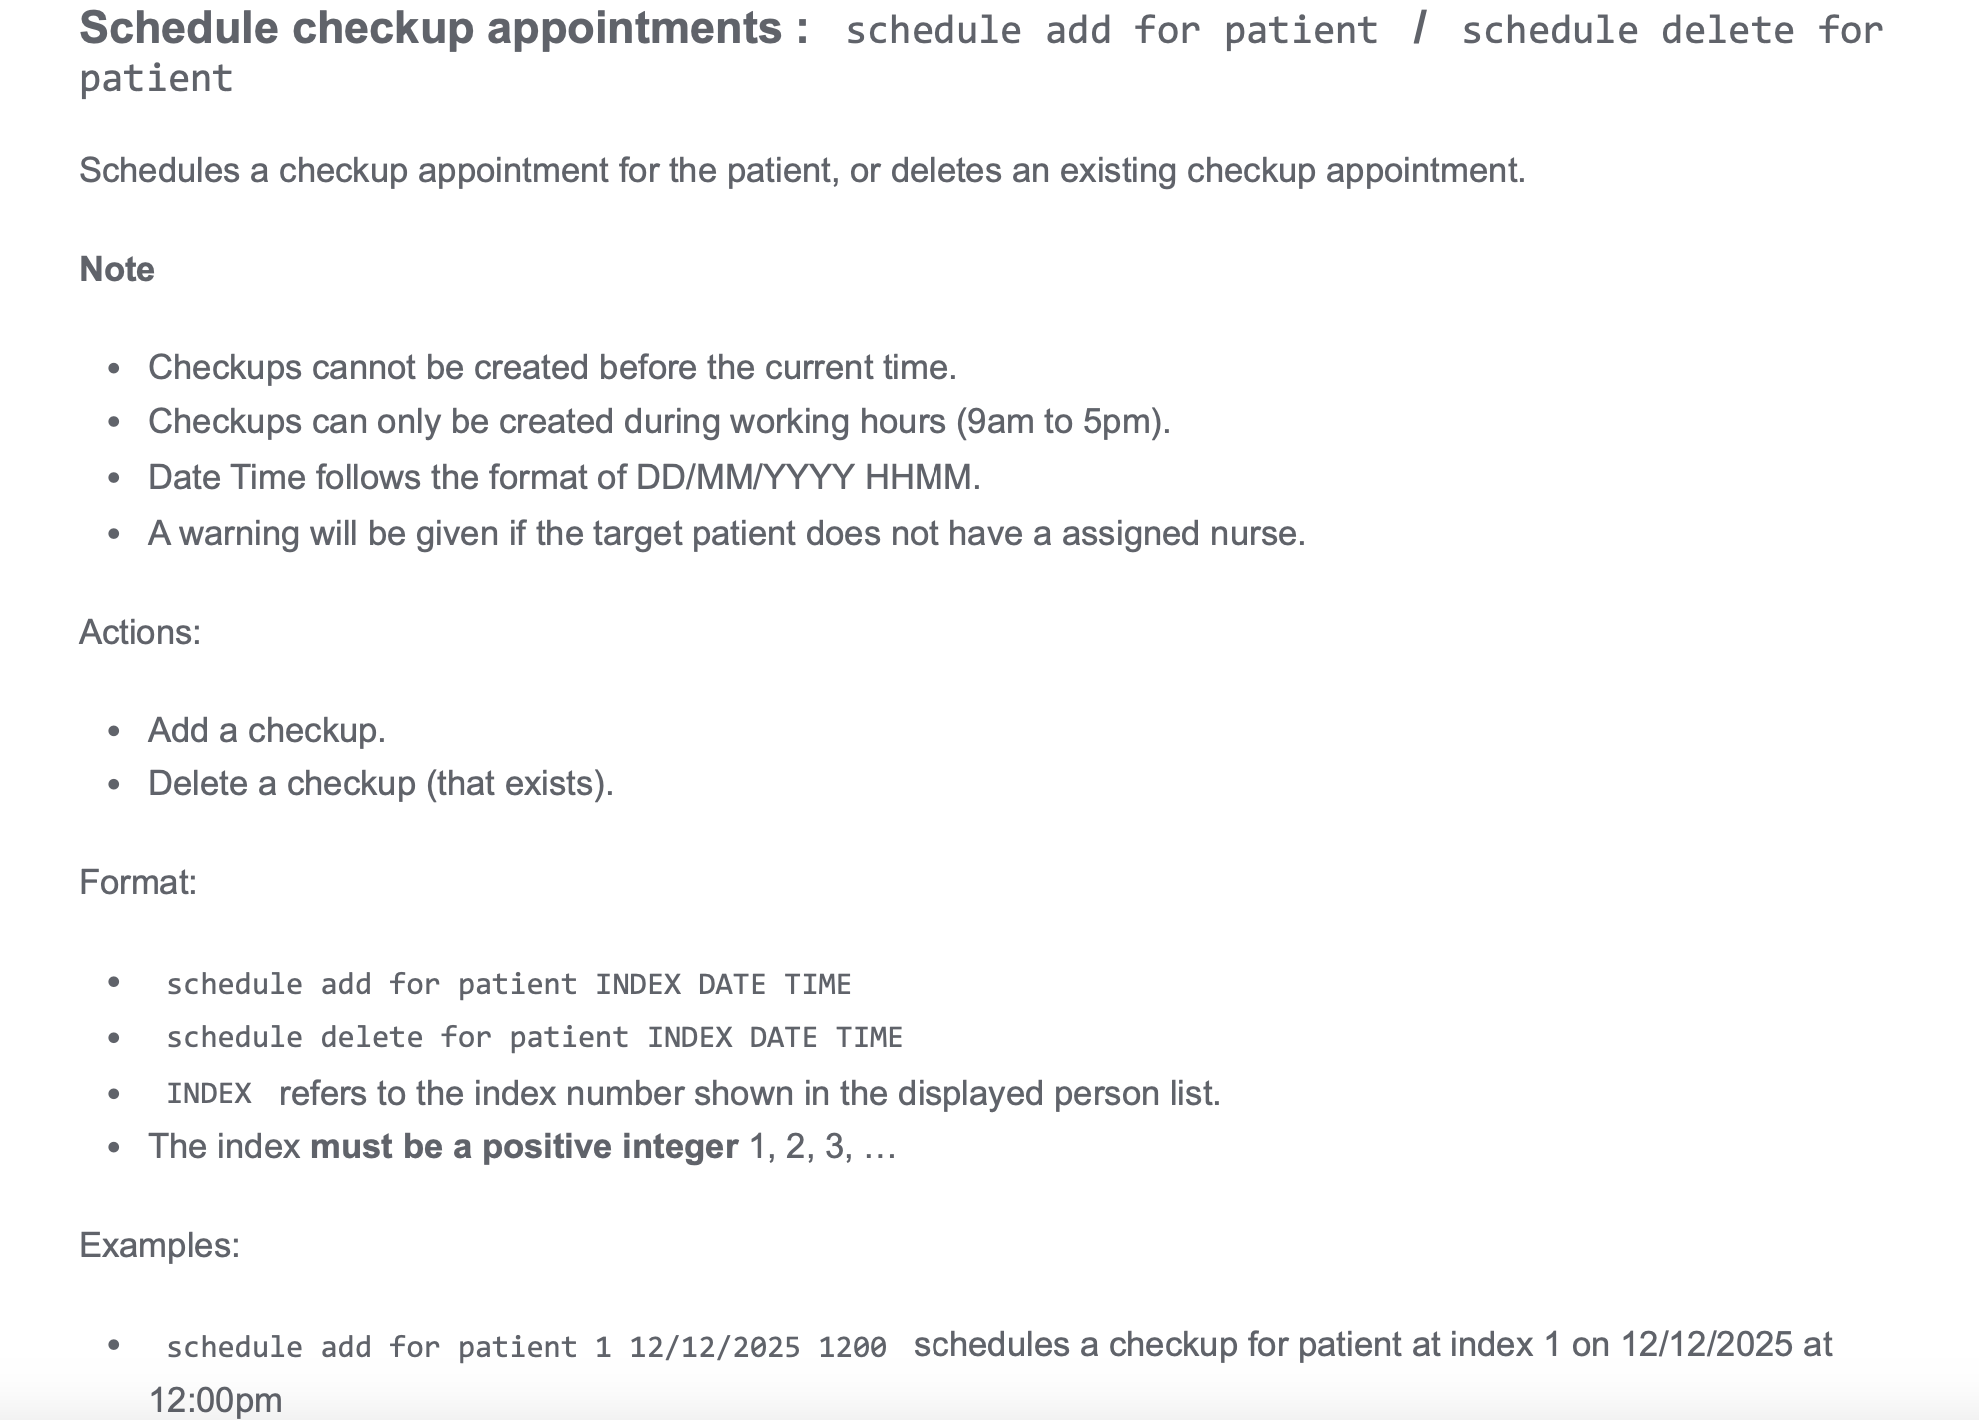 Schedule checkup appointments : schedule add for patient / schedule delete for
patient
Schedules a checkup appointment for the patient, or deletes an existing checkup appointment.
Note
• Checkups cannot be created before the current time.
• Checkups can only be created during working hours (9am to 5pm).
• Date Time follows the format of DD/MM/YYYY HHMM.
• A warning will be given if the target patient does not have a assigned nurse.
Actions:
• Add a checkup.
• Delete a checkup (that exists).
Format:
• schedule add for patient INDEX DATE TIME
• schedule delete for patient INDEX DATE TIME
• INDEX refers to the index number shown in the displayed person list.
• The index must be a positive integer 1, 2, 3, …
Examples:
• schedule add for patient 1 12/12/2025 1200 schedules a checkup for patient at index 1 on 12/12/2025 at
12:00pm